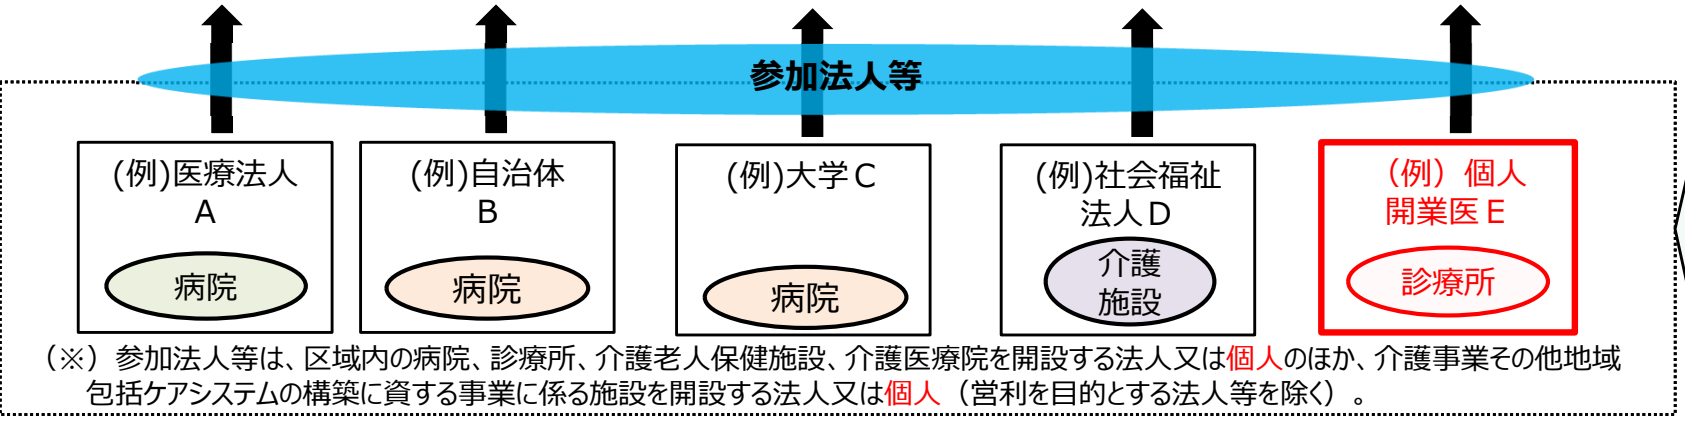 参加法人等
(例)医療法人
A
病院
(例)自治体
B
病院
(例)大学C
病院
(例)社会福祉
法人D
介護
施設
（例）個人
開業医E
診療所
（※）参加法人等は、区域内の病院、診療所、介護老人保健施設、介護医療院を開設する法人又は個人のほか、介護事業その他地域
包括ケアシステムの構築に資する事業に係る施設を開設する法人又は個人（営利を目的とする法人等を除く）。